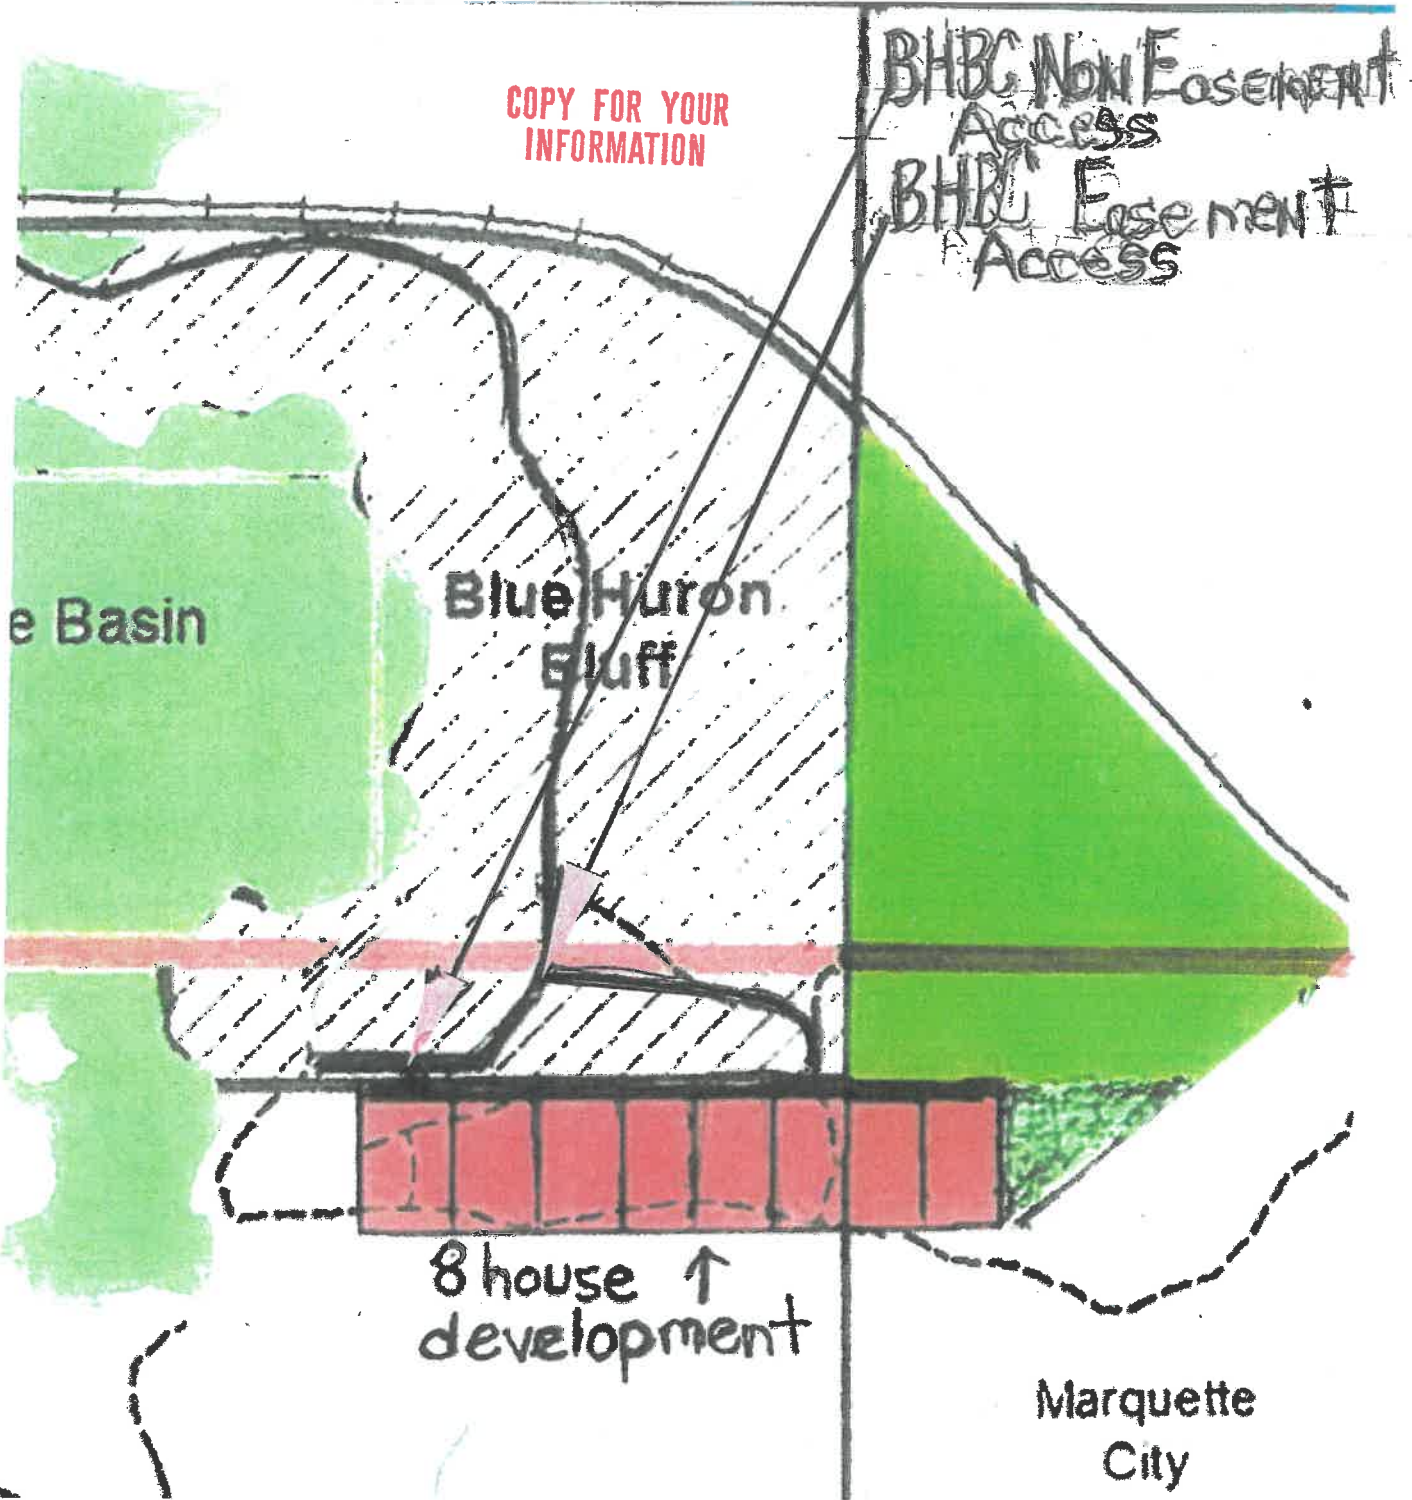 COPY FOR YOUR
INFORMATION
BHBC Non Easement
Access
BHBC Easement
Access
e Basin
Blue Huron
Bluff
8 house
development
Marquette
City